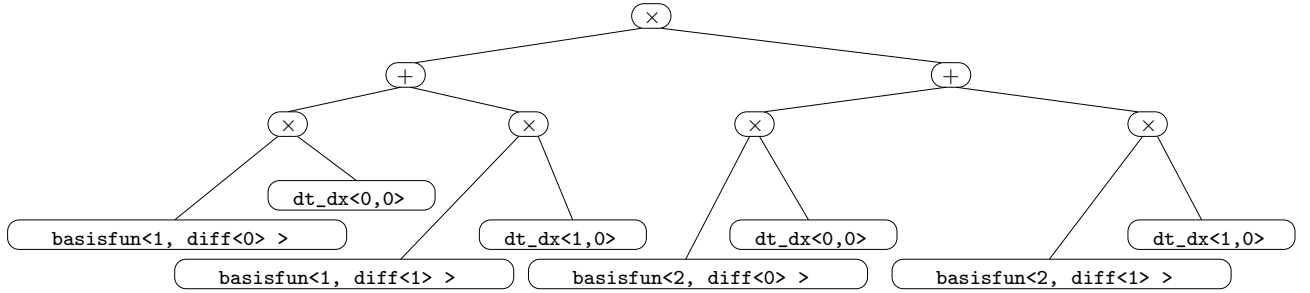 ×
+ +
× × × ×
dt_dx<0,0>
basisfun<1, diff<0> > dt_dx<1,0> dt_dx<0,0> dt_dx<1,0>
basisfun<1, diff<1> > basisfun<2, diff<0> > basisfun<2, diff<1> >